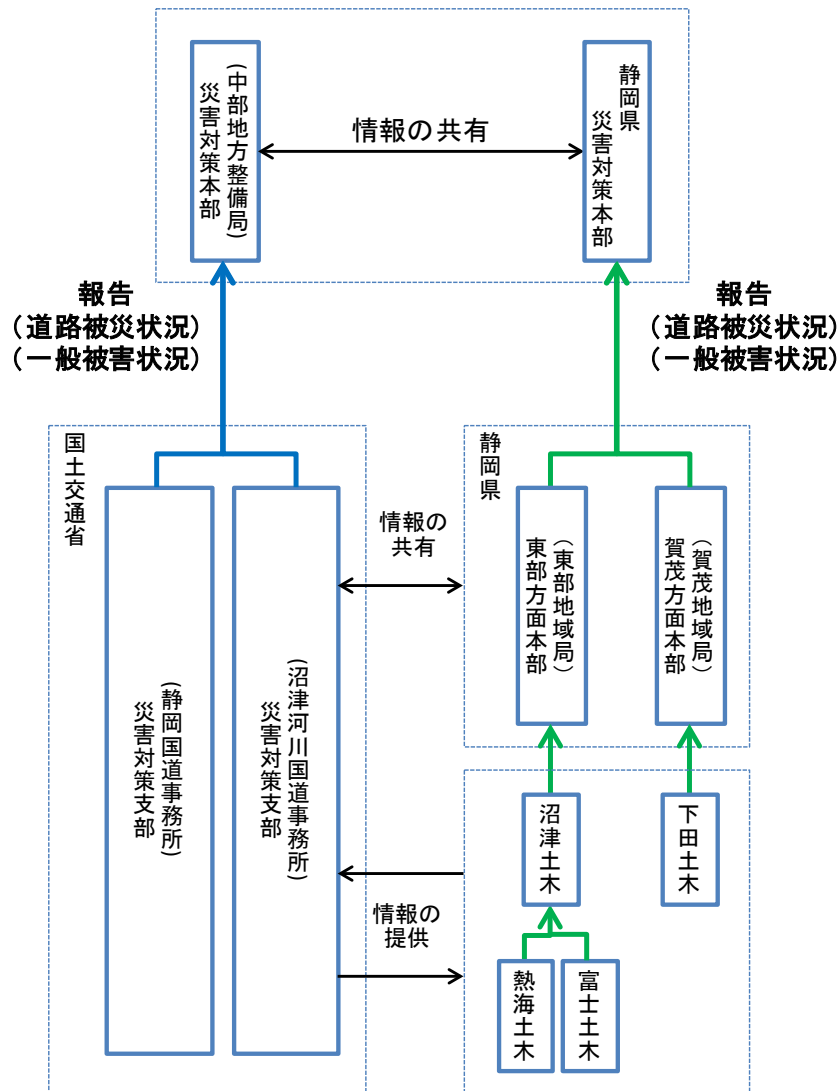 災害対策本部
(中部地方整備局)
情報の共有
静岡県
災害対策本部
報告
（道路被災状況）
（一般被害状況）
報告
（道路被災状況）
（一般被害状況）
国土交通省
災害対策支部
(静岡国道事務所)
災害対策支部
(沼津河川国道事務所)
情報の
共有
静岡県
東部方面本部
（東部地域局）
賀茂方面本部
（賀茂地域局）
情報の
提供
沼津土木
下田土木
熱海土木
富士土木